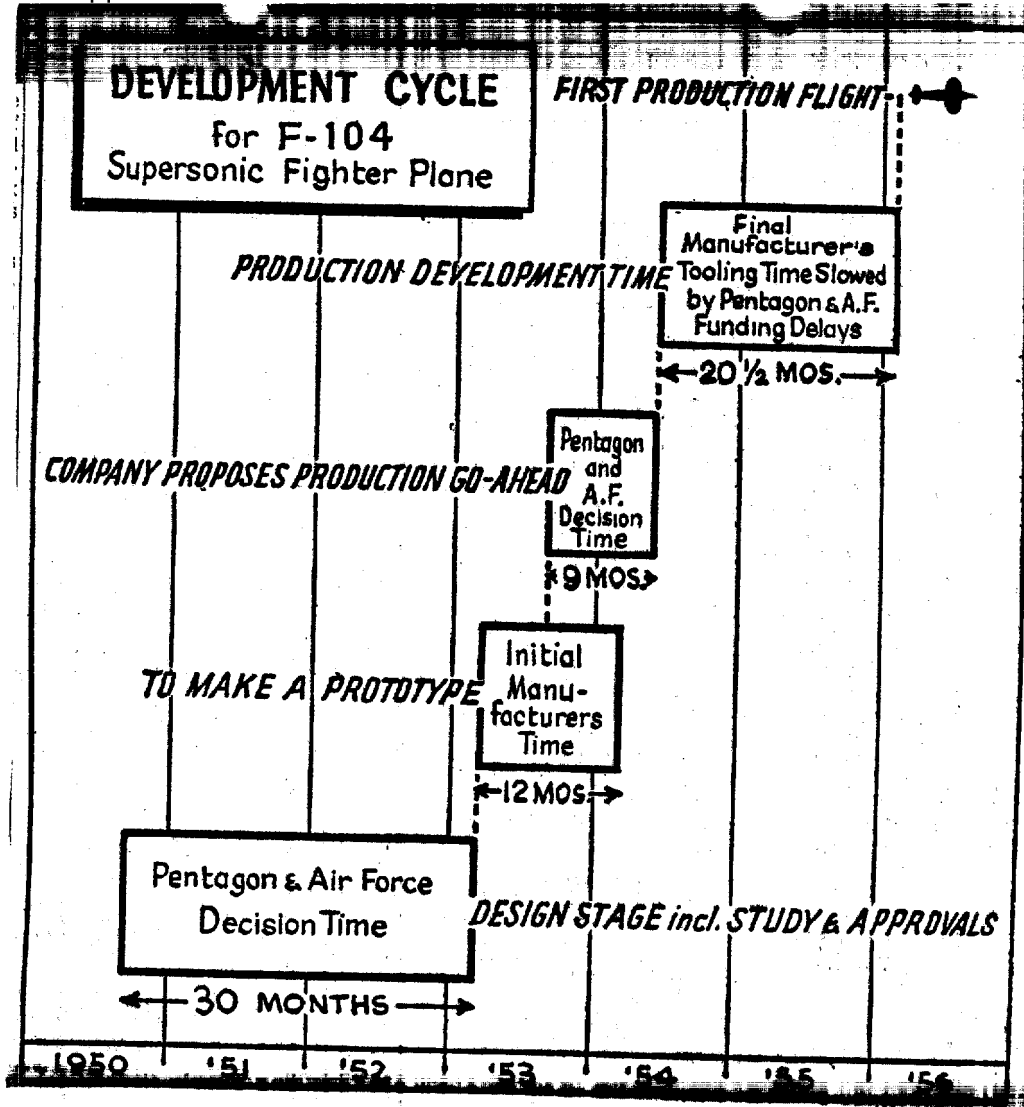 DEVELOPMENT CYCLE
for F-104
Supersonic Fighter Plane
FIRST PRODUCTION FLIGHT
PRODUCTION DEVELOPMENT TIME
Final
Manufacturer's
Tooling Time Slowed
by Pentagon & A.F.
Funding Delays
20 1/2 MOS.
COMPANY PROPOSES PRODUCTION GO-AHEAD
Pentagon
and
A.F.
Decision
Time
9 MOS.
TO MAKE A PROTOTYPE
Initial
Manu-
facturers
Time
12 MOS.
Pentagon & Air Force
Decision Time
DESIGN STAGE incl. STUDY & APPROVALS
30 MONTHS
1950 '51 '52 '53 '54 '55 '56